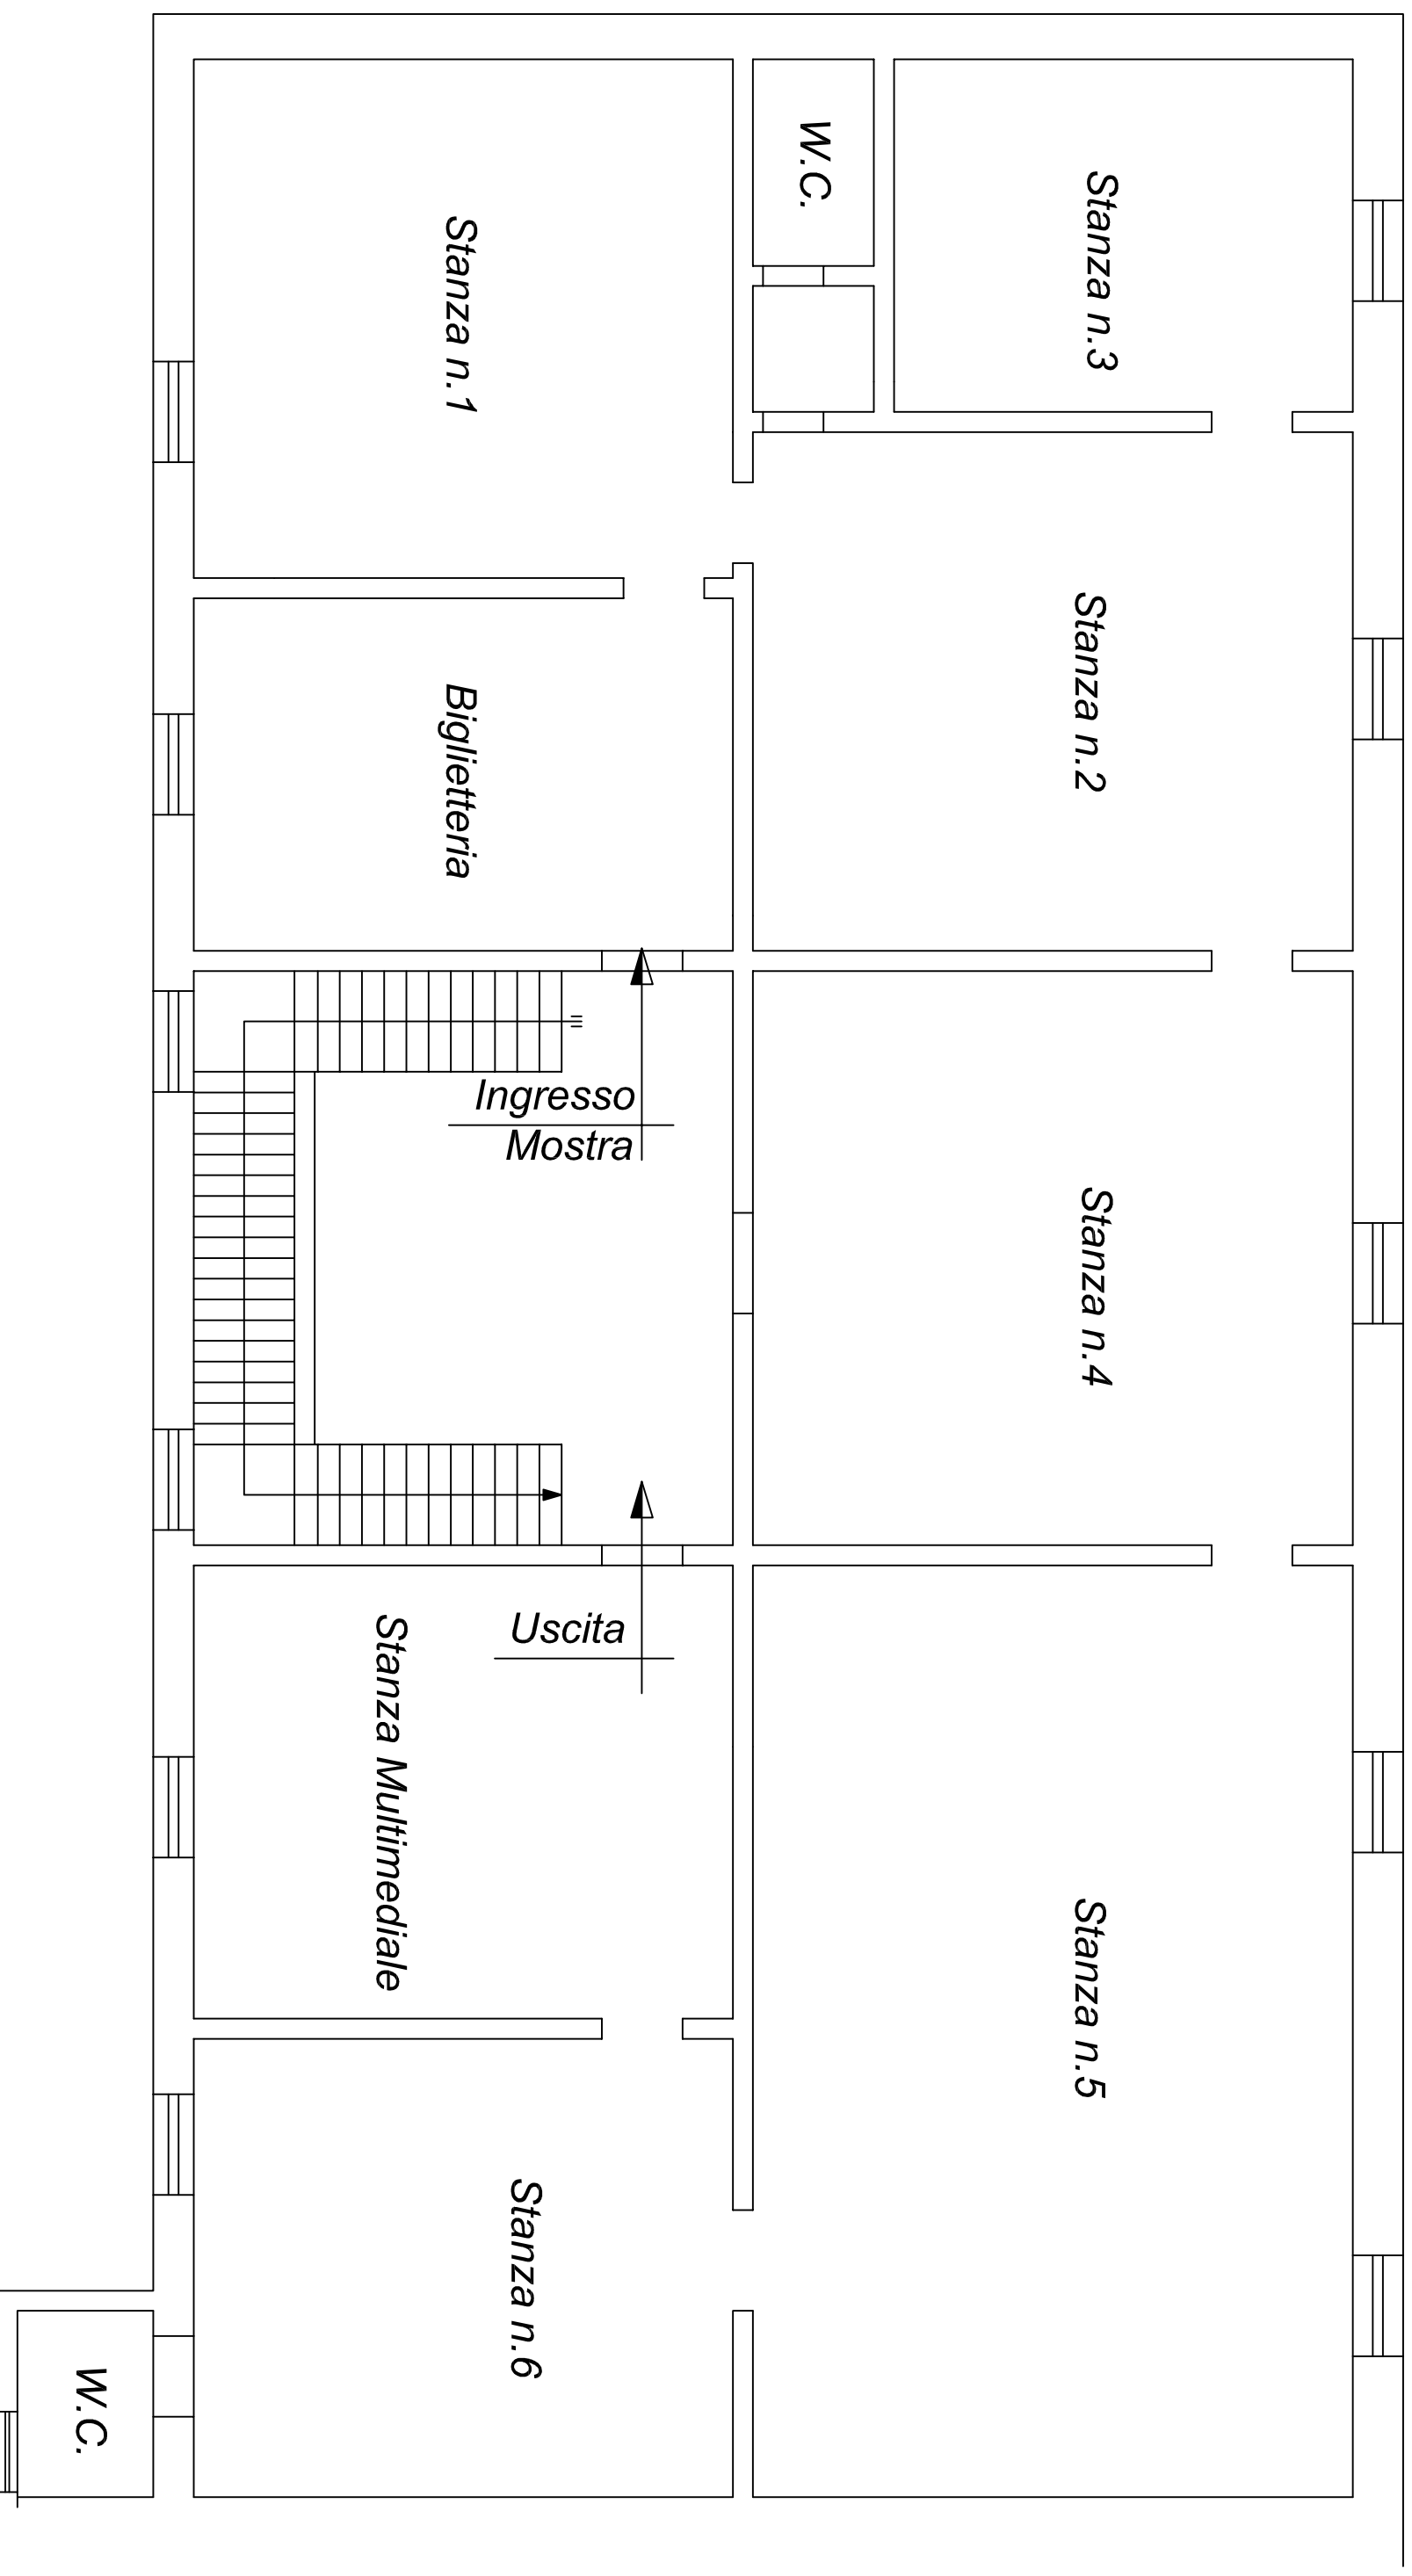 W.C.
Stanza n.3
Stanza n.1
Stanza n.2
Biglietteria
Ingresso
Mostra
Stanza n.4
Uscita
Stanza Multimediale
Stanza n.5
Stanza n.6
W.C.